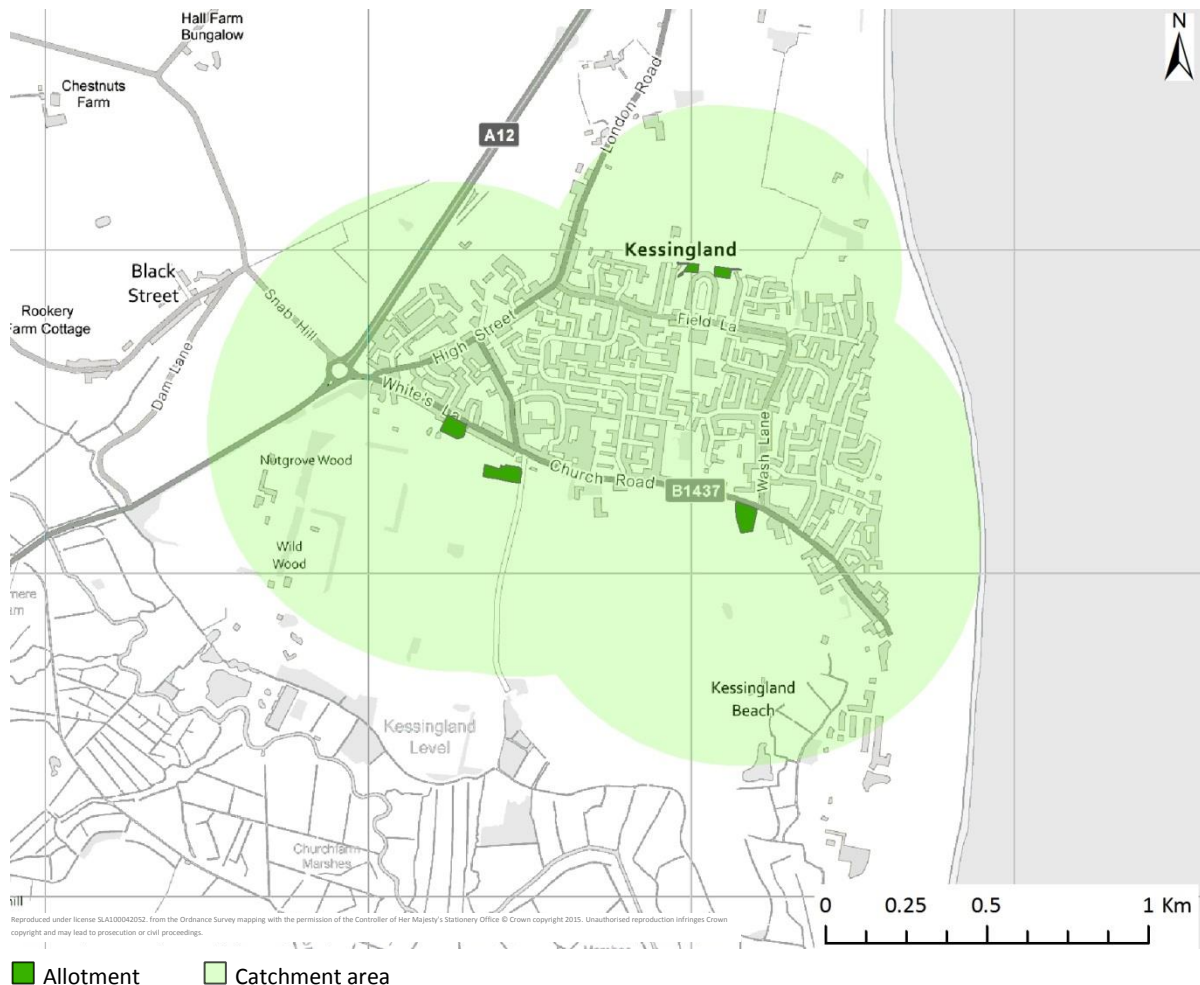 Hall Farm
Bungalow
N
Chestnuts
Farm
A12
London Road
Kessingland
Black
Street
Snab Hill
Rookery
Farm Cottage
Dam Lane
High Street
Field La
White's La
Wash Lane
Nutgrove Wood
Church Road
B1437
Wild
Wood
Kessingland
Beach
Kessingland
Level
Churchfarm
Marshes
0 0.25 0.5 1 Km
Reproduced under license SLA100042052. from the Ordnance Survey mapping with the permission of the Controller of Her Majesty's Stationery Office © Crown copyright 2015. Unauthorised reproduction infringes Crown
copyright and may lead to prosecution or civil proceedings.
Allotment Catchment area